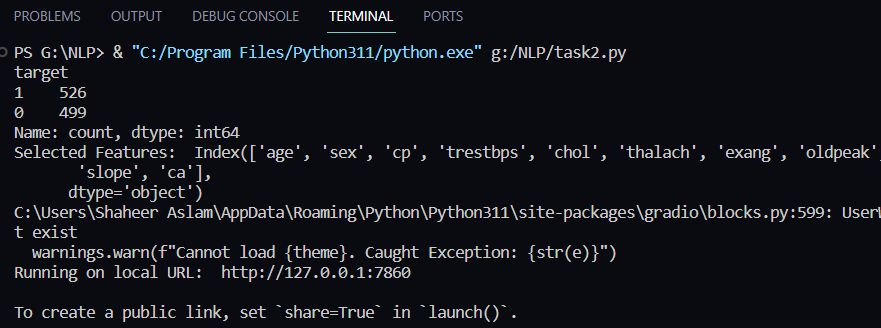 PROBLEMS OUTPUT DEBUG CONSOLE TERMINAL PORTS
PS G:\NLP> & "C:/Program Files/Python311/python.exe" g:/NLP/task2.py
target
1    526
0    499
Name: count, dtype: int64
Selected Features:  Index(['age', 'sex', 'cp', 'trestbps', 'chol', 'thalach', 'exang', 'oldpeak',
       'slope', 'ca'],
      dtype='object')
C:\Users\Shaheer Aslam\AppData\Roaming\Python\Python311\site-packages\gradio\blocks.py:599: UserW
t exist
  warnings.warn(f"Cannot load {theme}. Caught Exception: {str(e)}")
Running on local URL:  http://127.0.0.1:7860
To create a public link, set `share=True` in `launch()`.